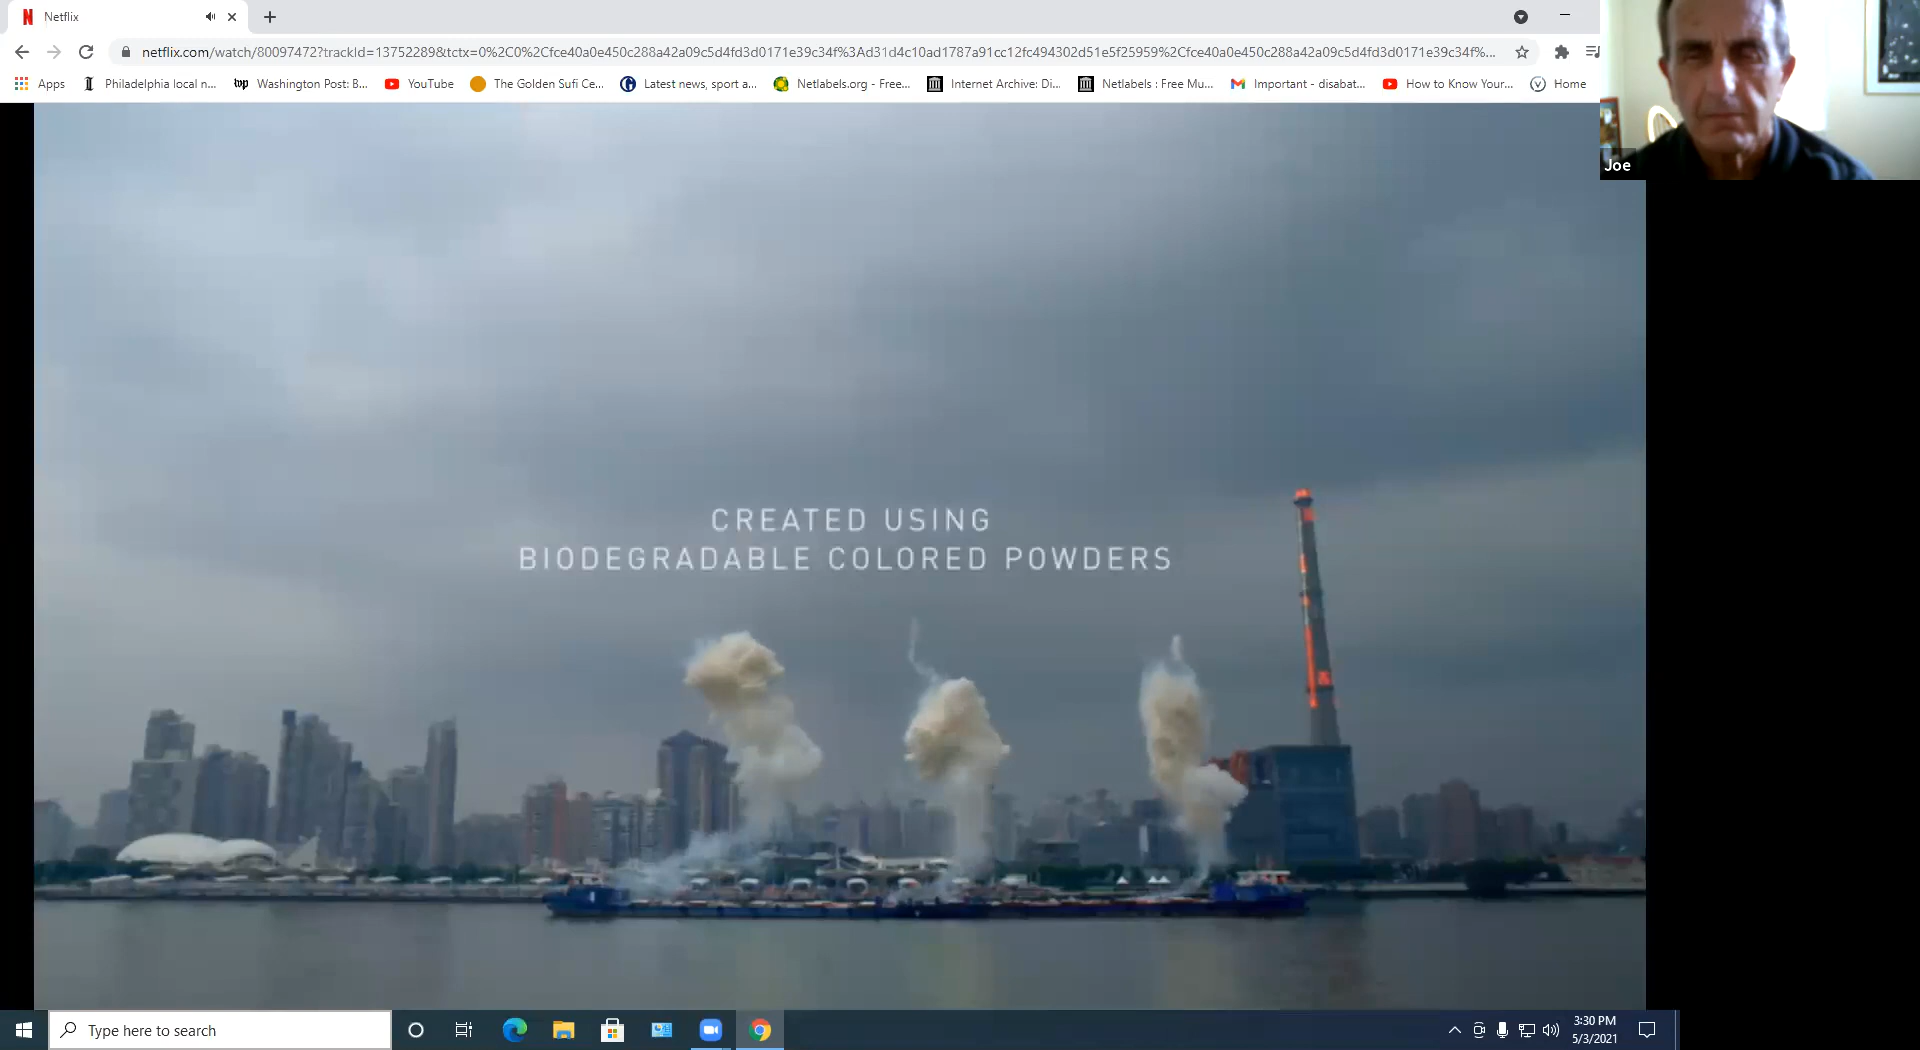 Netflix
netflix.com/watch/80097472?trackId=13752289&tctx=0%2C0%2Cfce40a0e450c288a42a09c5d4fd3d0171e39c34f%3Ad31d4c10ad1787a91cc12fc494302d51e5f25959%2Cfce40a0e450c288a42a09c5d4fd3d0171e39c34f%...
Apps
Philadelphia local n...
wp
Washington Post: B...
YouTube
The Golden Sufi Ce...
Latest news, sport a...
Netlabels.org - Free...
Internet Archive: Di...
Netlabels : Free Mu...
Important - disabat...
How to Know Your...
Home
Joe
CREATED USING
BIODEGRADABLE COLORED POWDERS
Type here to search
3:30 PM
5/3/2021